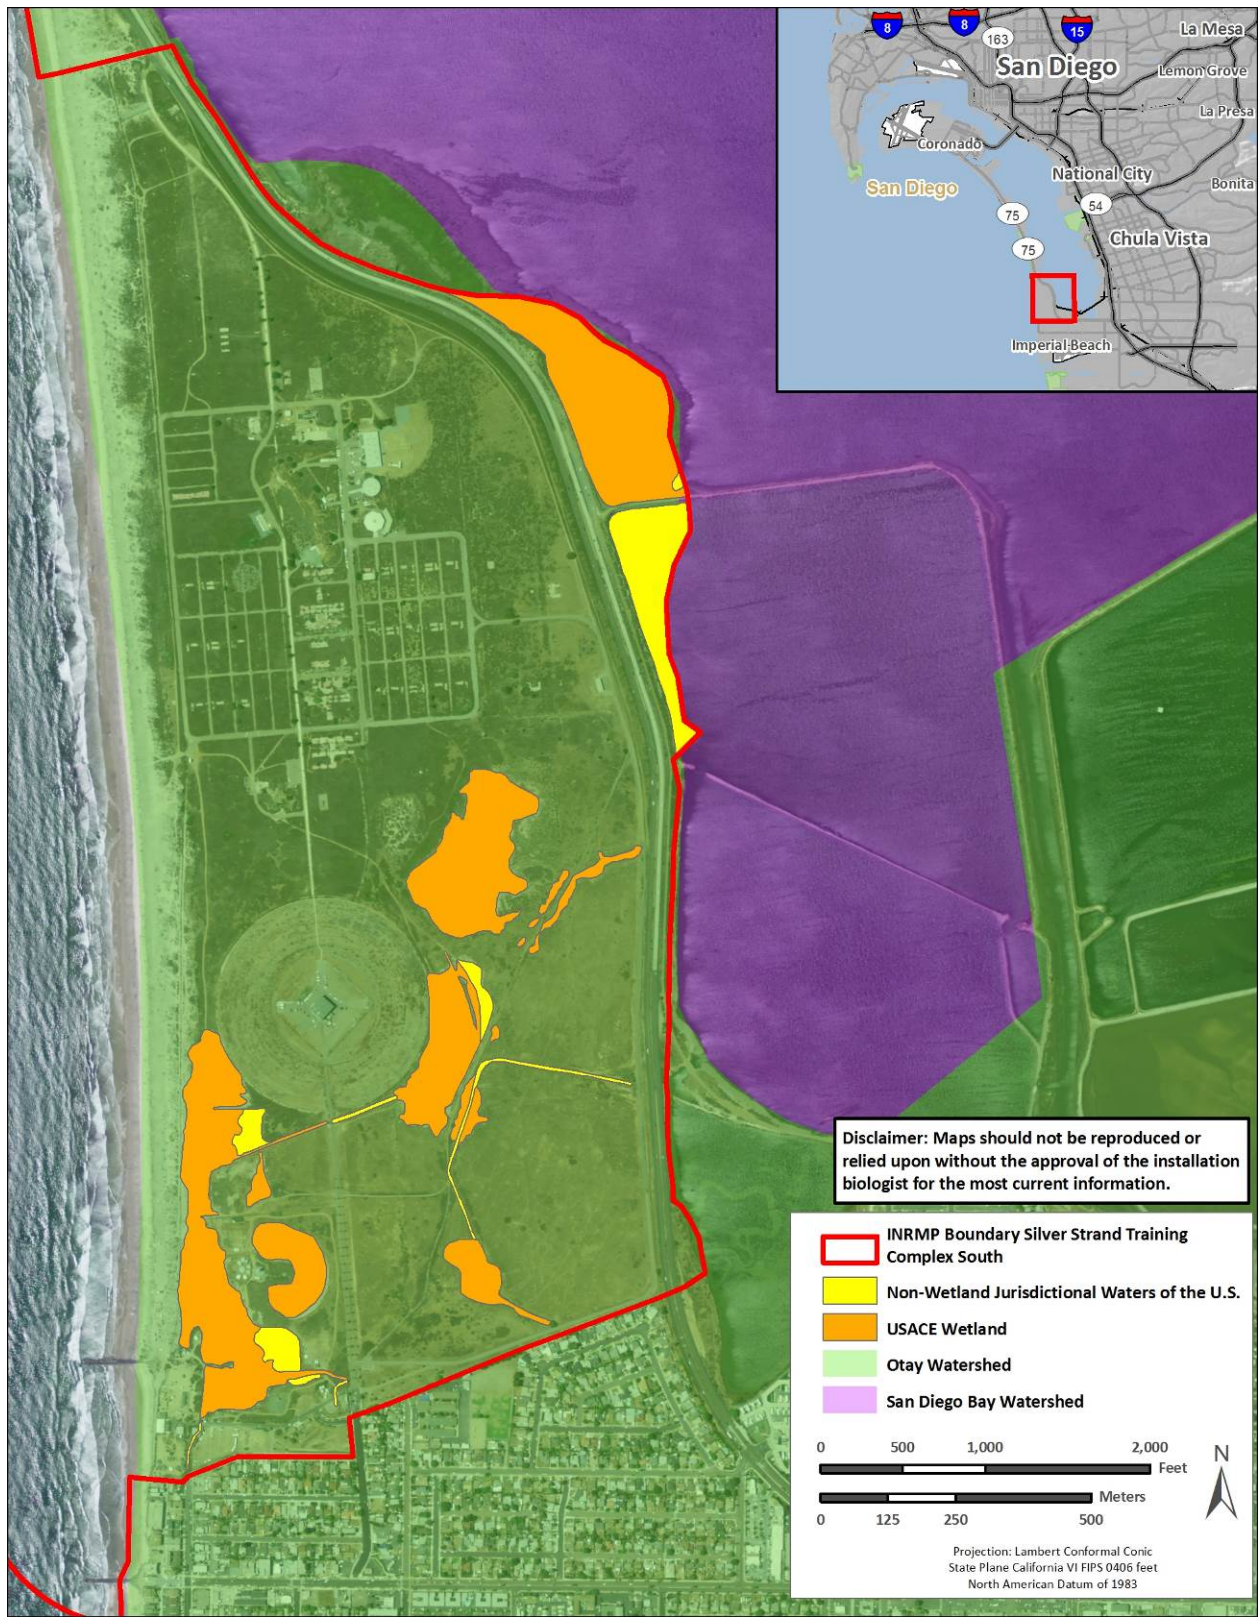 8
8
15
163
La Mesa
San Diego
Lemon Grove
La Presa
Coronado
National City
Bonita
San Diego
54
75
Chula Vista
75
Imperial Beach
Disclaimer: Maps should not be reproduced or
relied upon without the approval of the installation
biologist for the most current information.
INRMP Boundary Silver Strand Training
Complex South
Non-Wetland Jurisdictional Waters of the U.S.
USACE Wetland
Otay Watershed
San Diego Bay Watershed
0 500 1,000 2,000
Feet
N
Meters
0 125 250 500
Projection: Lambert Conformal Conic
State Plane California VI FIPS 0406 feet
North American Datum of 1983